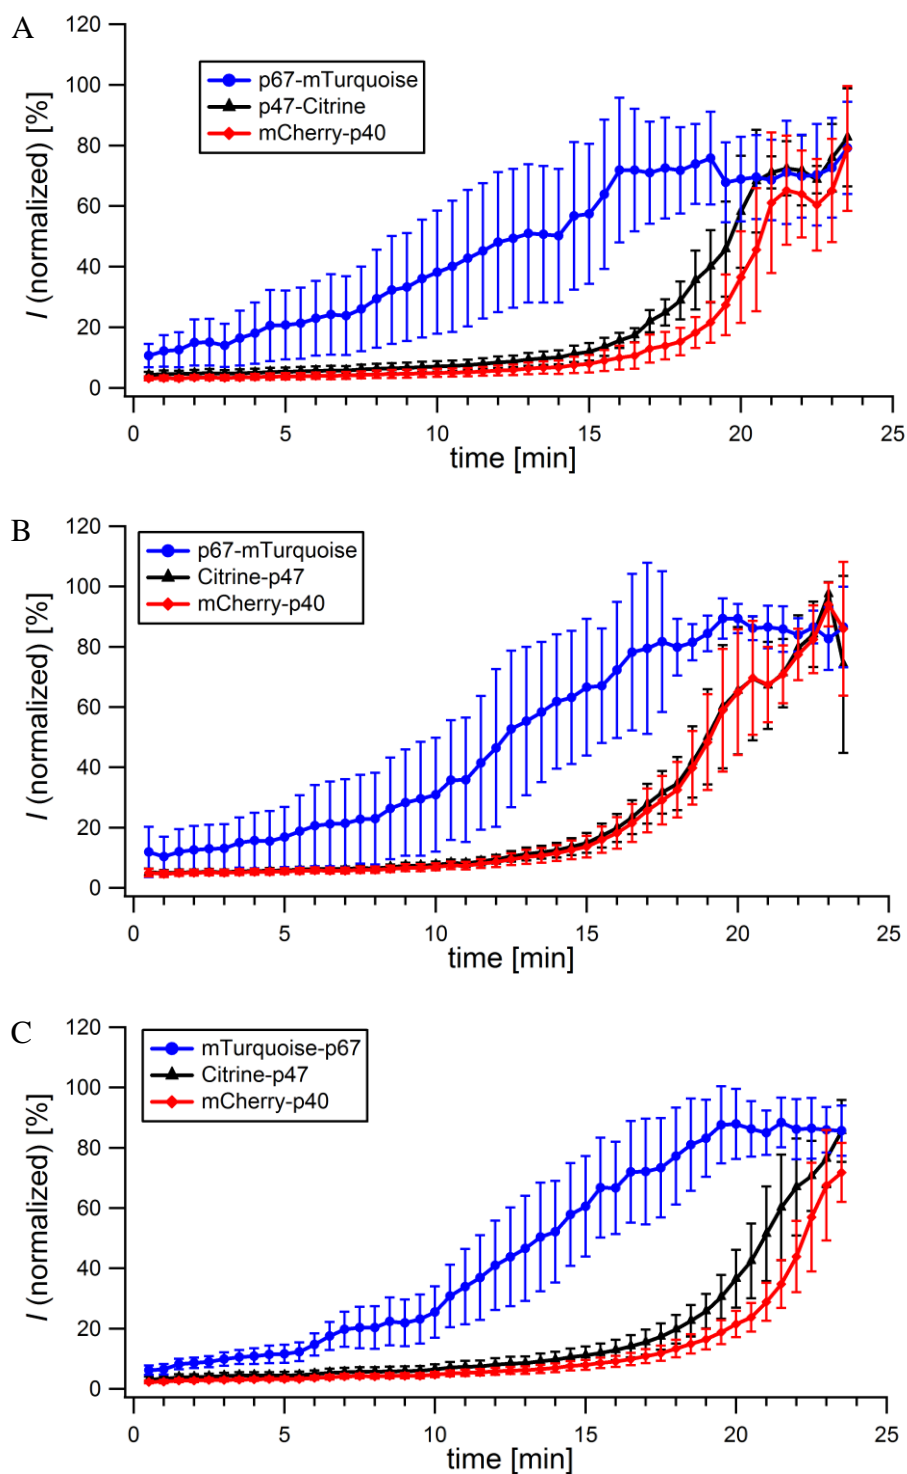 A
I (normalized) [%]
120
100
80
60
40
20
0
p67-mTurquoise
p47-Citrine
mCherry-p40
0 5 10 15 20 25
time [min]
B
I (normalized) [%]
120
100
80
60
40
20
0
p67-mTurquoise
Citrine-p47
mCherry-p40
0 5 10 15 20 25
time [min]
C
I (normalized) [%]
120
100
80
60
40
20
0
mTurquoise-p67
Citrine-p47
mCherry-p40
0 5 10 15 20 25
time [min]